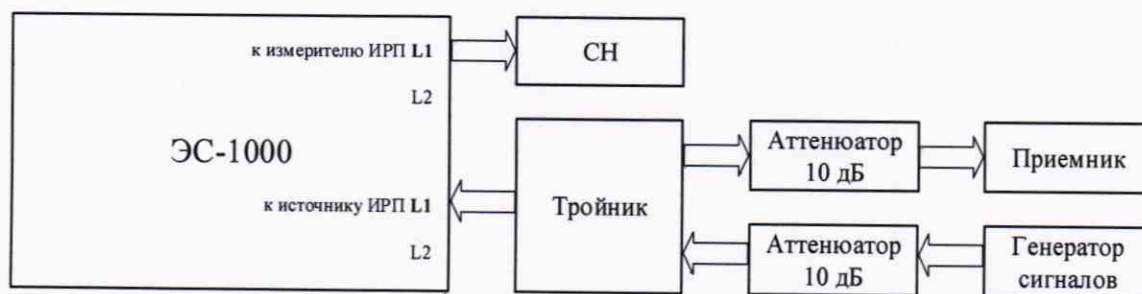 к измерителю ИРП L1
СН
L2
ЭС-1000
Аттенюатор
10 дБ
Приемник
Тройник
к источнику ИРП L1
L2
Аттенюатор
10 дБ
Генератор
сигналов